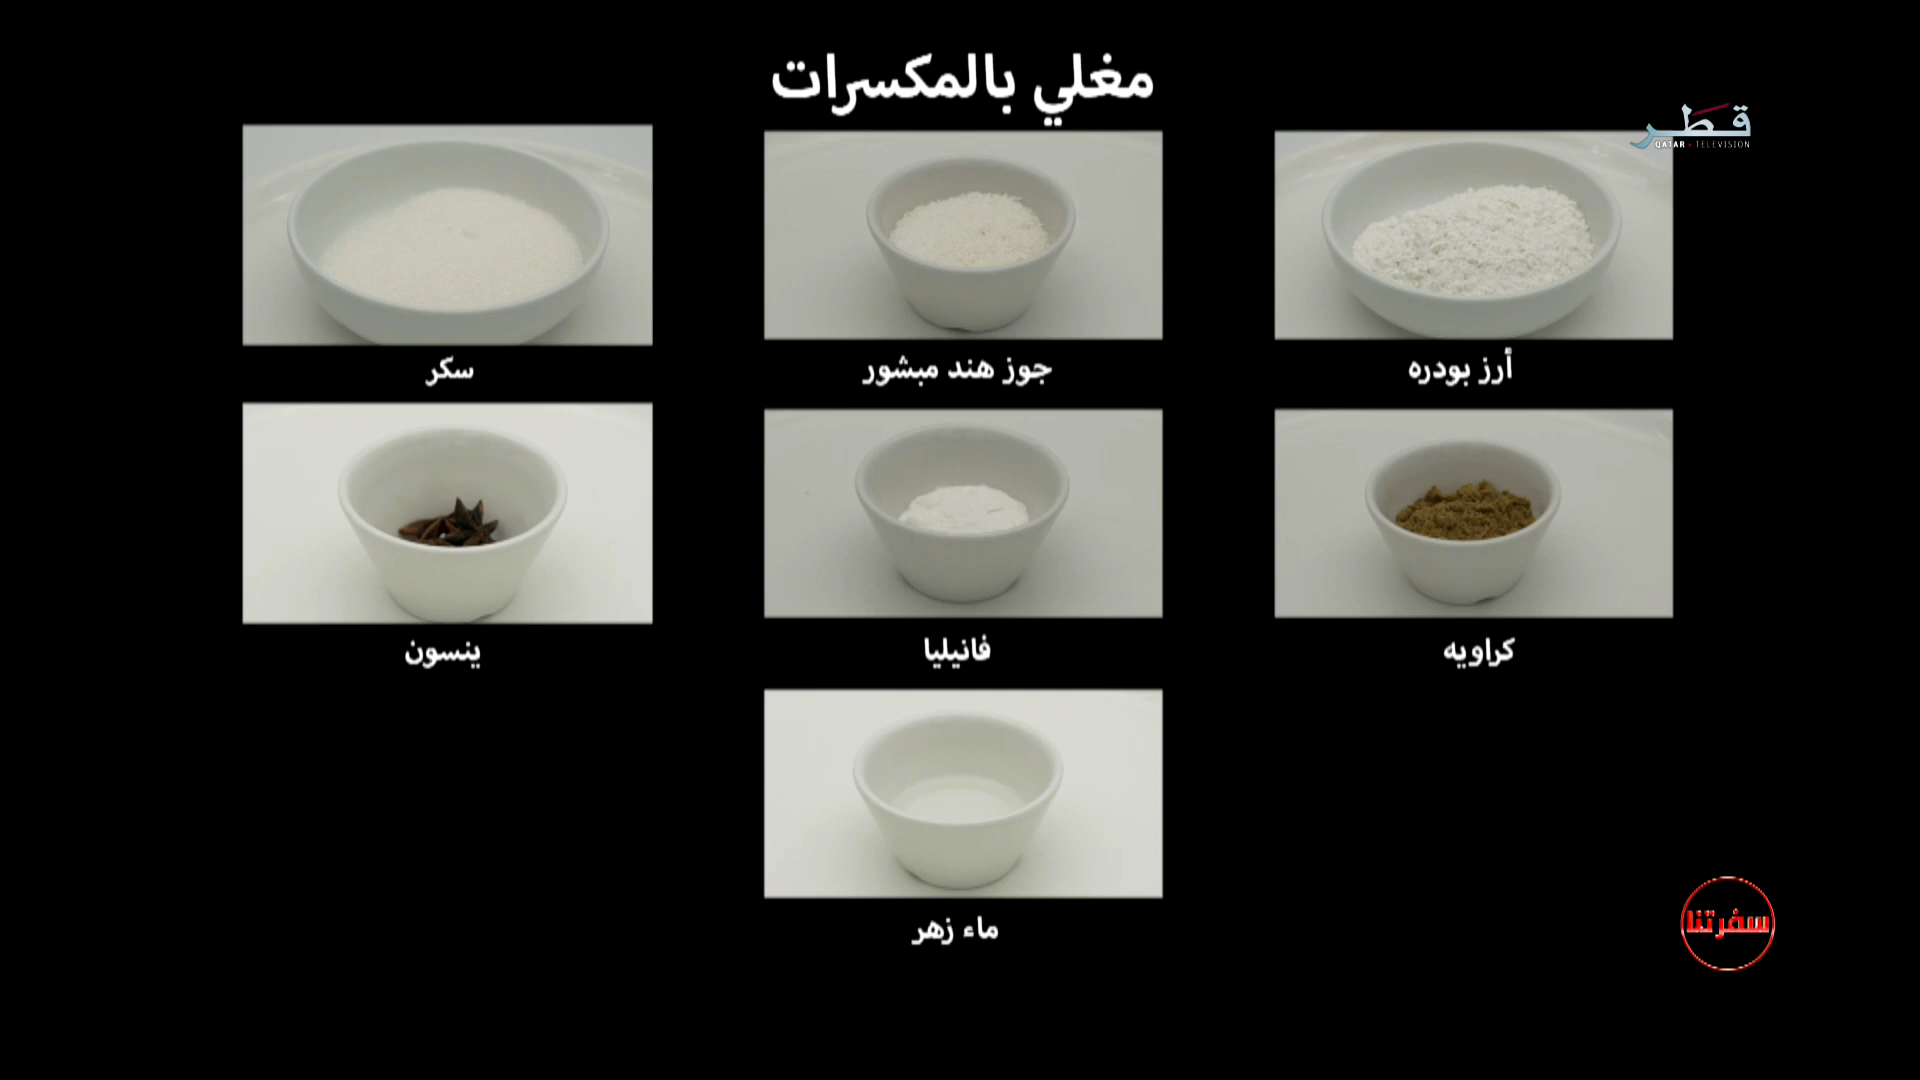 مغلي بالمكسرات
قطر
QATAR TELEVISION
أرز بودره
جوز هند مبشور
سكر
كراويه
فانيليا
ينسون
ماء زهر
سفرتنا